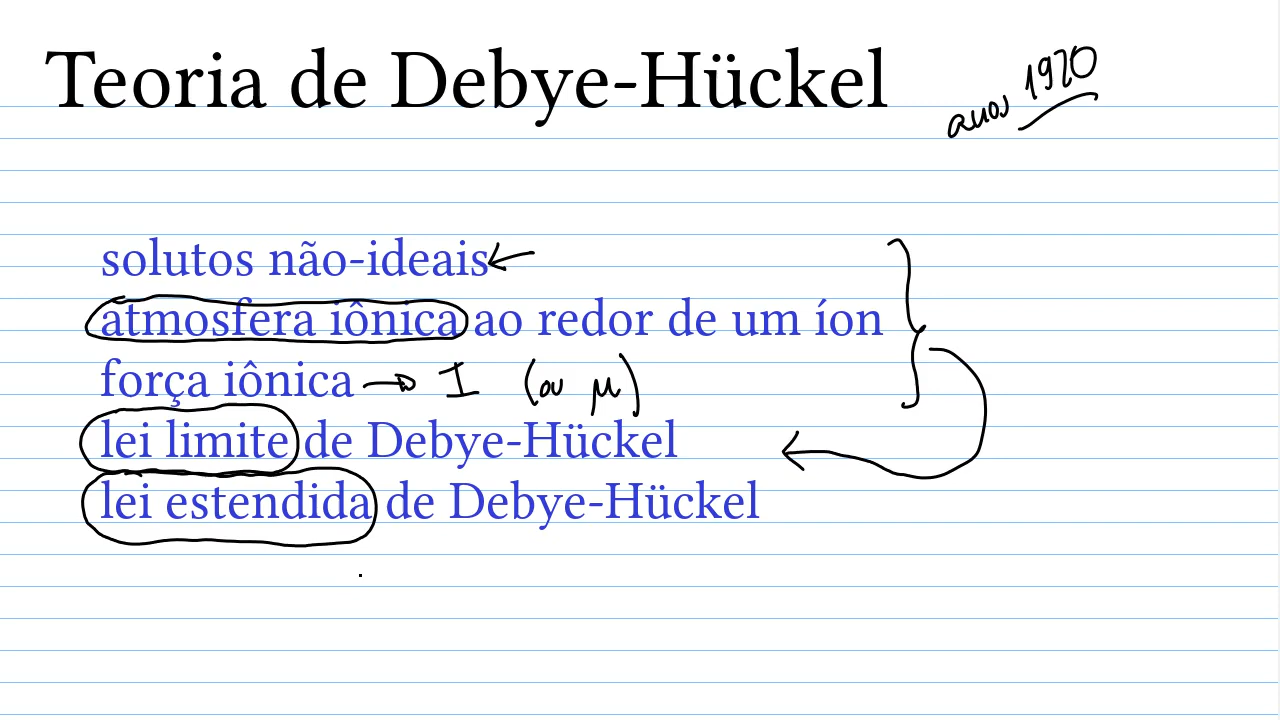 Teoria de Debye-Hückel
anos 1920
solutos não-ideais
atmosfera iônica ao redor de um íon
força iônica → I (ou μ)
lei limite de Debye-Hückel
lei estendida de Debye-Hückel